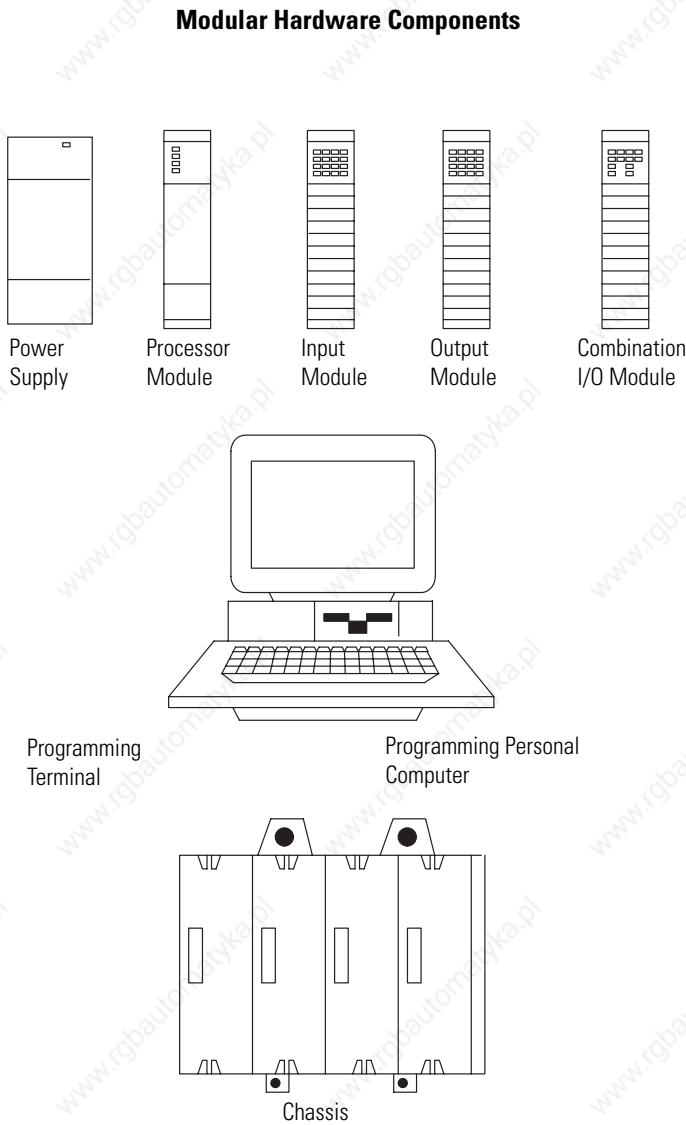 Modular Hardware Components
Power
Supply
Processor
Module
Input
Module
Output
Module
Combination
I/O Module
Programming
Terminal
Programming Personal
Computer
Chassis
www.rgbautomatyka.pl